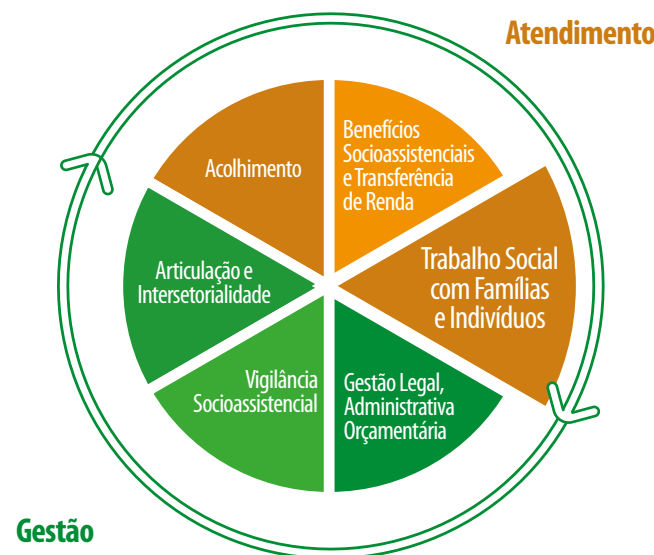 Atendimento
Benefícios
Socioassistenciais
e Transferência
de Renda
Acolhimento
Trabalho Social
com Famílias
e Indivíduos
Articulação e
Intersetorialidade
Vigilância
Socioassistencial
Gestão Legal,
Administrativa
Orçamentária
Gestão